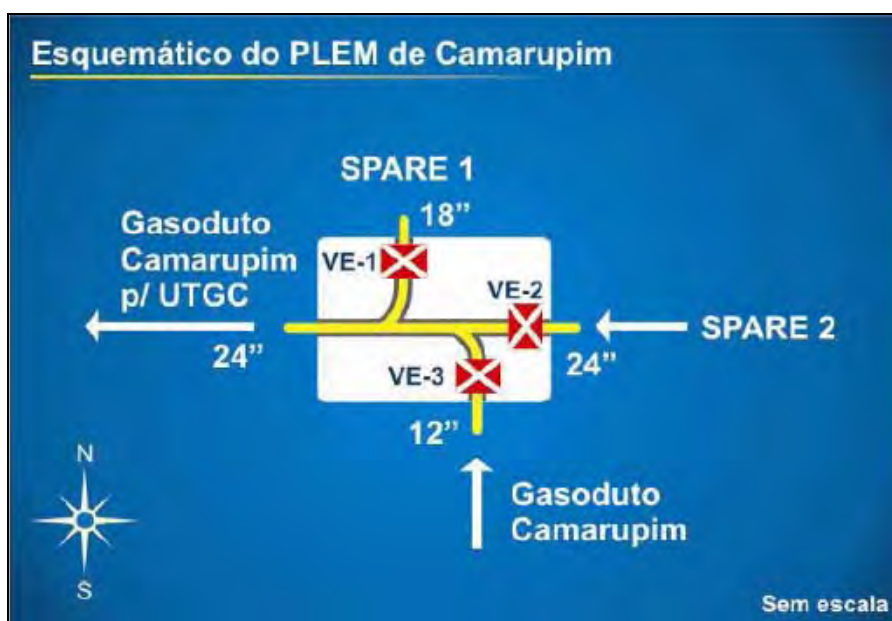 Esquemático do PLEM de Camarupim
SPARE 1
18”
Gasoduto
Camarupim
p/ UTGC
VE-1
VE-2
SPARE 2
24”
VE-3
24”
12”
N
S
Gasoduto
Camarupim
Sem escala